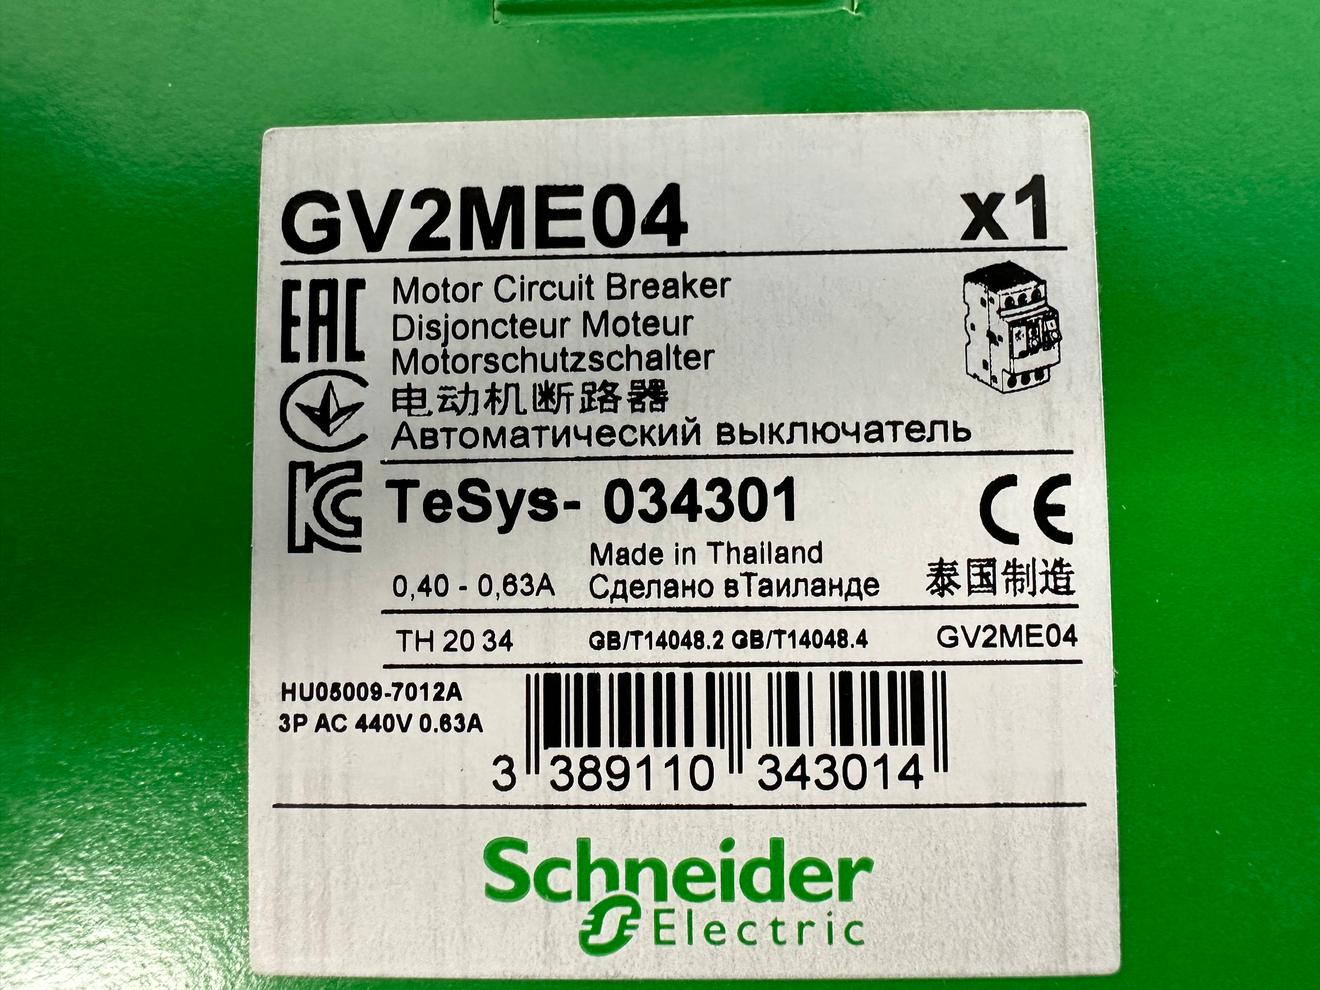 GV2ME04 x1
EAC
Motor Circuit Breaker
Disjoncteur Moteur
Motorschutzschalter
电动机断路器
Автоматический выключатель
TeSys- 034301
CE
Made in Thailand
0,40 - 0,63A Сделано вТаиланде 泰国制造
TH 20 34 GB/T14048.2 GB/T14048.4 GV2ME04
HU05009-7012A
3P AC 440V 0.63A
3 389110 343014
Schneider
Electric